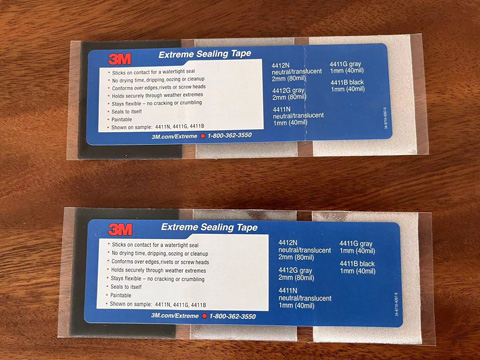 3M
Extreme Sealing Tape
• Sticks on contact for a watertight seal
• No drying time, dripping, oozing or cleanup
• Conforms over edges,rivets or screw heads
• Holds securely through weather extremes
• Stays flexible – no cracking or crumbling
• Seals to itself
• Paintable
• Shown on sample: 4411N, 4411G, 4411B
3M.com/Extreme • 1-800-362-3550
4412N
neutral/translucent
2mm (80mil)
4412G gray
2mm (80mil)
4411N
neutral/translucent
1mm (40mil)
4411G gray
1mm (40mil)
4411B black
1mm (40mil)
3M
Extreme Sealing Tape
• Sticks on contact for a watertight seal
• No drying time, dripping, oozing or cleanup
• Conforms over edges,rivets or screw heads
• Holds securely through weather extremes
• Stays flexible – no cracking or crumbling
• Seals to itself
• Paintable
• Shown on sample: 4411N, 4411G, 4411B
3M.com/Extreme • 1-800-362-3550
4412N
neutral/translucent
2mm (80mil)
4412G gray
2mm (80mil)
4411N
neutral/translucent
1mm (40mil)
4411G gray
1mm (40mil)
4411B black
1mm (40mil)